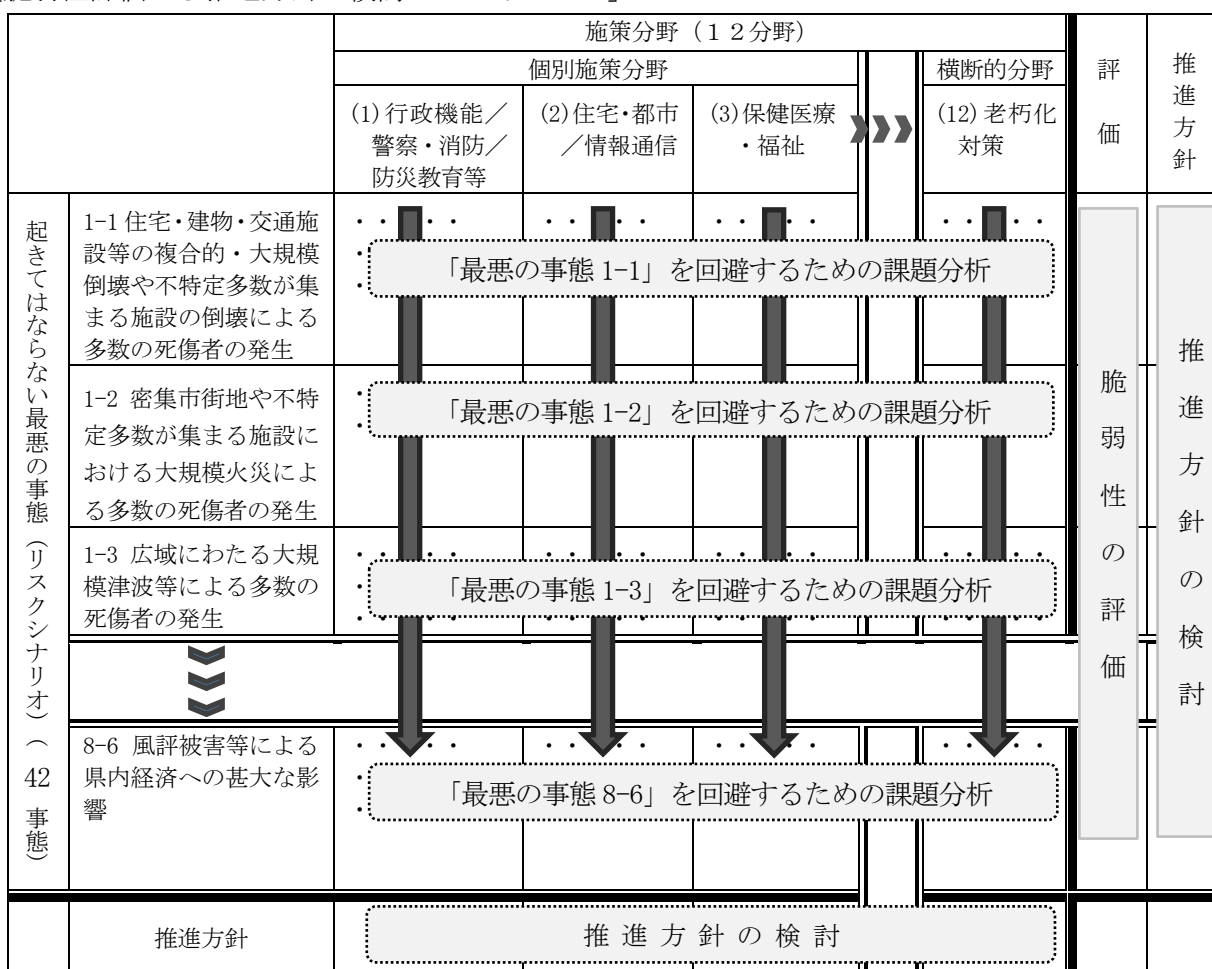 施策分野（１２分野）
個別施策分野
横断的分野
評価
推進方針
(1)行政機能／
警察・消防／
防災教育等
(2)住宅・都市
／情報通信
(3)保健医療
・福祉
(12)老朽化
対策
起きてはならない最悪の事態（リスクシナリオ）（42事態）
1-1 住宅・建物・交通施
設等の複合的・大規模
倒壊や不特定多数が集
まる施設の倒壊による
多数の死傷者の発生
「最悪の事態 1-1」を回避するための課題分析
1-2 密集市街地や不特
定多数が集まる施設に
おける大規模火災によ
る多数の死傷者の発生
「最悪の事態 1-2」を回避するための課題分析
1-3 広域にわたる大規
模津波等による多数の
死傷者の発生
「最悪の事態 1-3」を回避するための課題分析
8-6 風評被害等による
県内経済への甚大な影
響
「最悪の事態 8-6」を回避するための課題分析
脆弱性の評価
推進方針の検討
推進方針
推進方針の検討